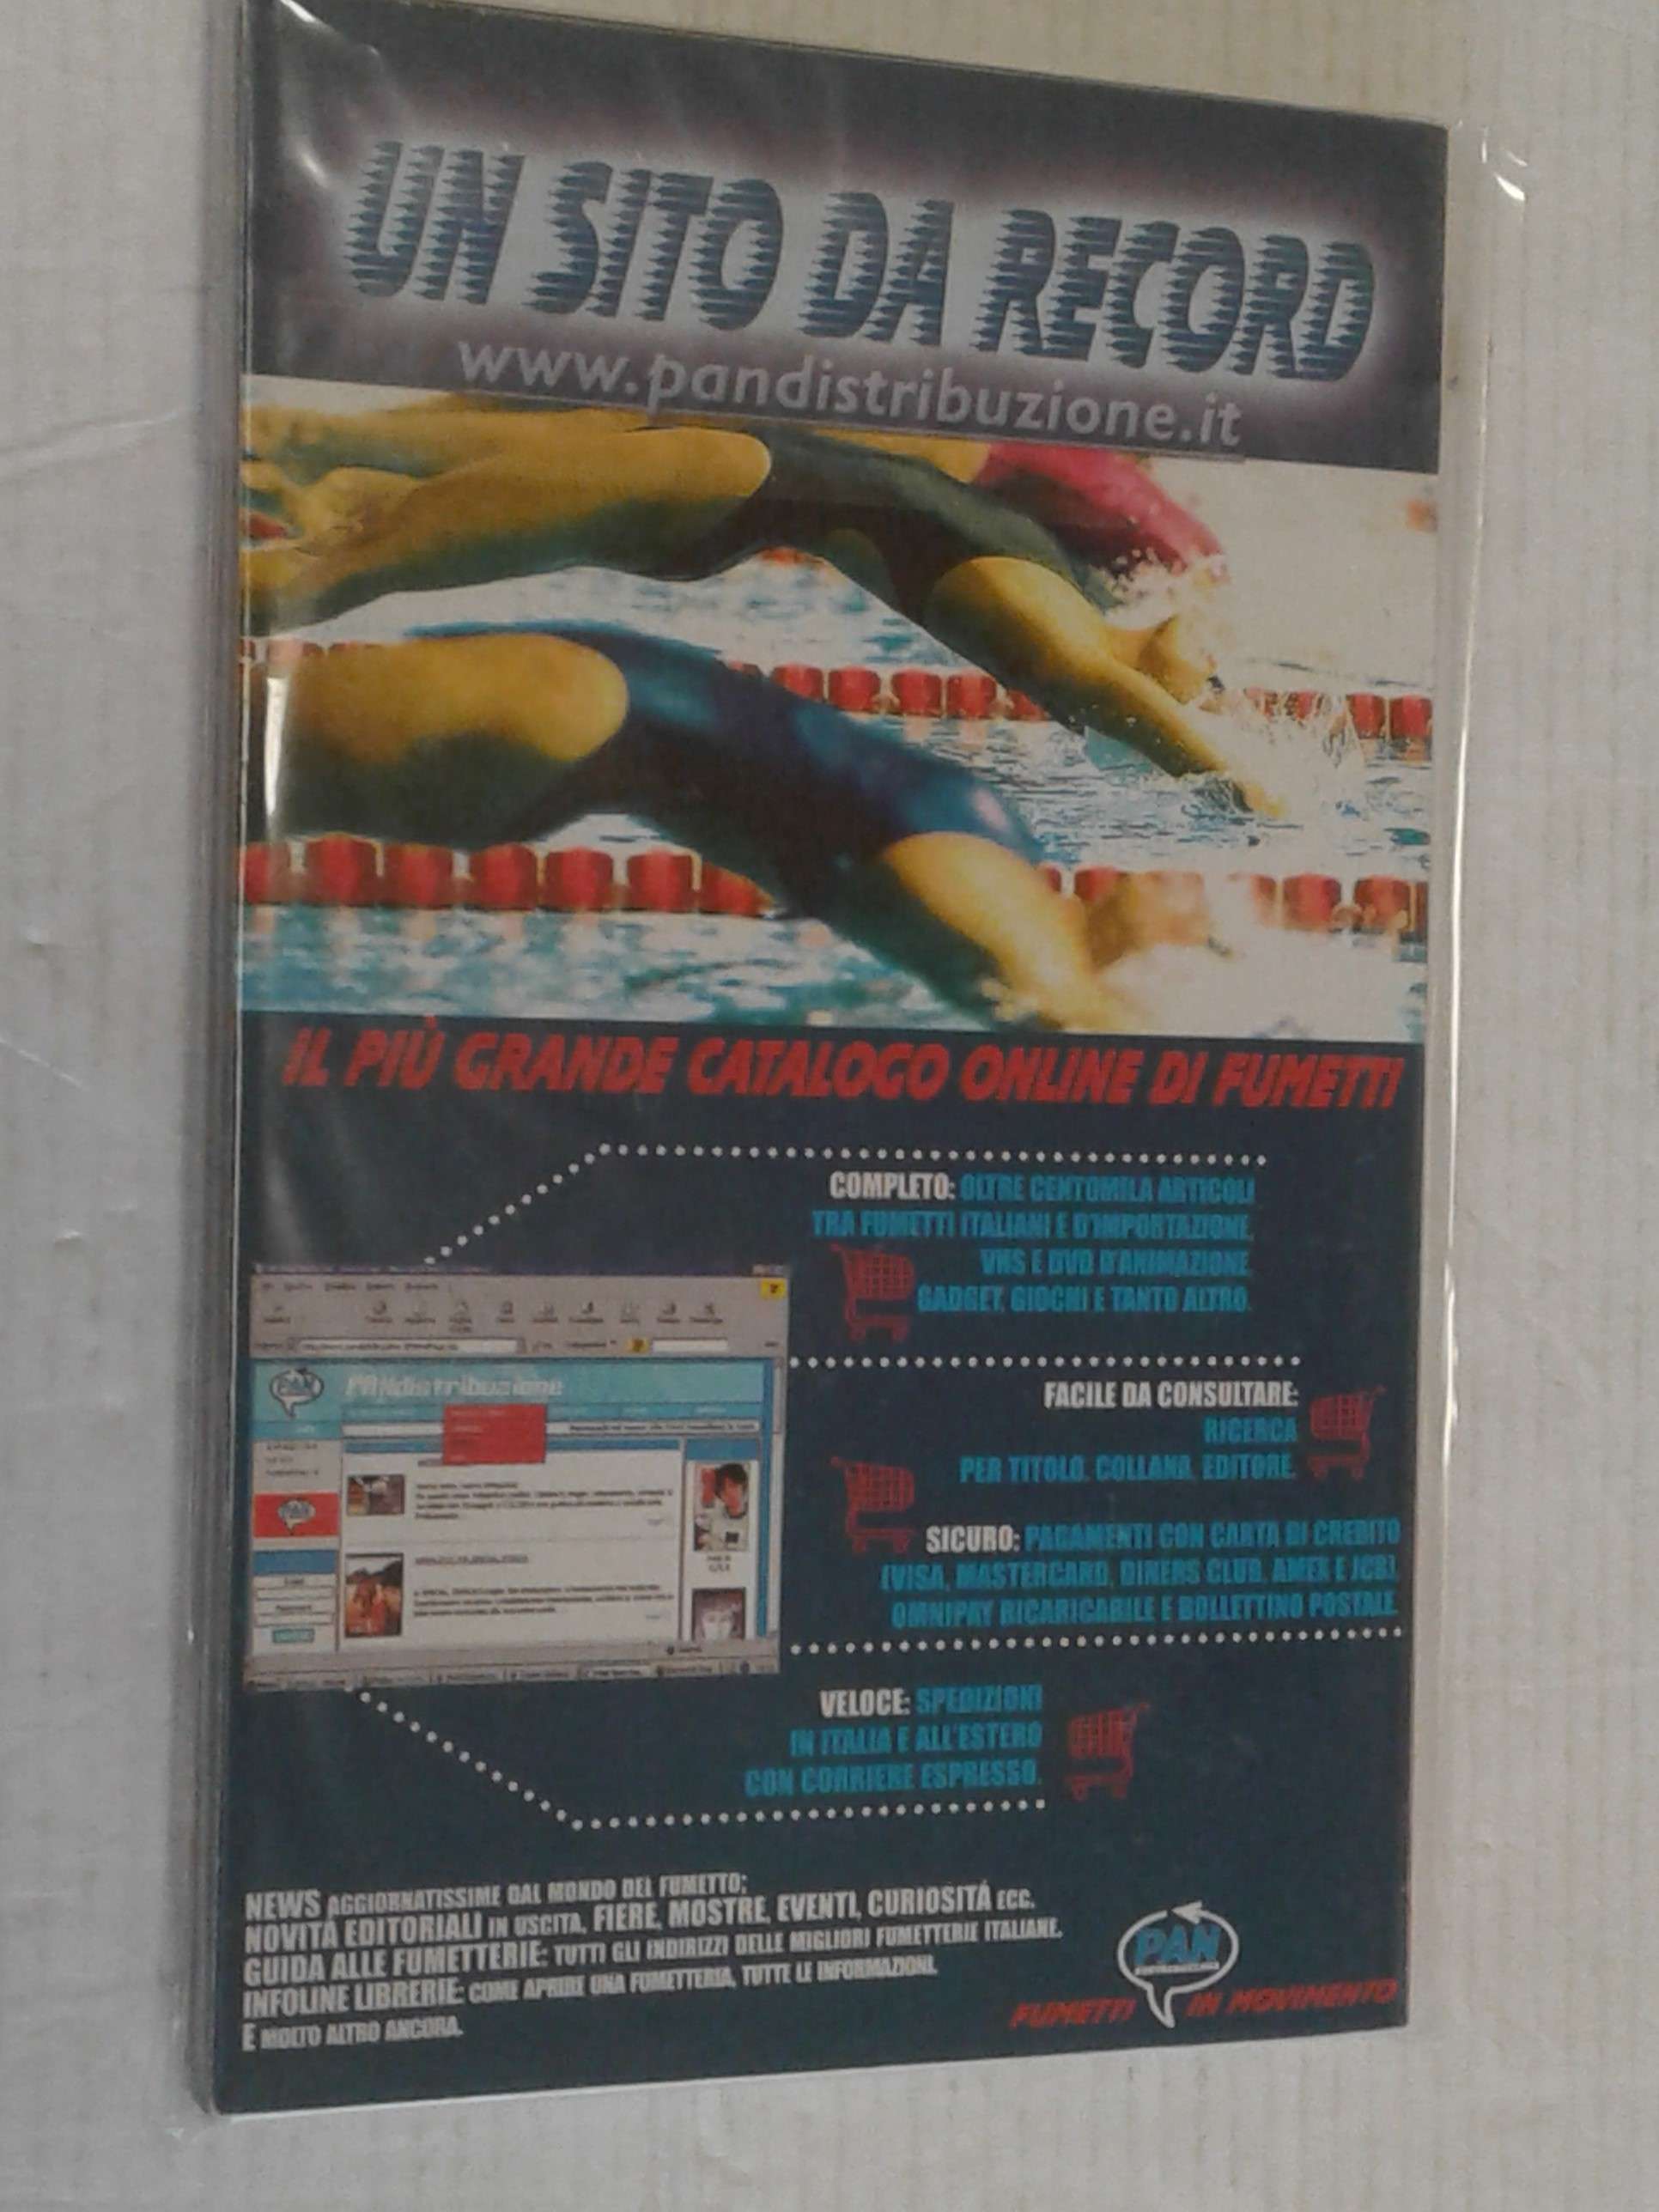 UN SITO DA RECORD
www.pandistribuzione.it
IL PIÙ GRANDE CATALOGO ONLINE DI FUMETTI
COMPLETO: OLTRE CENTOMILA ARTICOLI
TRA FUMETTI ITALIANI E D'IMPORTAZIONE,
VHS E DVD D'ANIMAZIONE,
GADGET, GIOCHI E TANTO ALTRO.
PAN
PANdistribuzione
FACILE DA CONSULTARE:
RICERCA
PER TITOLO, COLLANA, EDITORE.
SICURO: PAGAMENTI CON CARTA DI CREDITO
(VISA, MASTERCARD, DINERS CLUB, AMEX E JCB),
OMNIPAY RICARICABILE E BOLLETTINO POSTALE.
VELOCE: SPEDIZIONI
IN ITALIA E ALL'ESTERO
CON CORRIERE ESPRESSO.
NEWS AGGIORNATISSIME DAL MONDO DEL FUMETTO;
NOVITÀ EDITORIALI IN USCITA, FIERE, MOSTRE, EVENTI, CURIOSITÀ ECC.
GUIDA ALLE FUMETTERIE: TUTTI GLI INDIRIZZI DELLE MIGLIORI FUMETTERIE ITALIANE.
INFOLINE LIBRERIE: COME APRIRE UNA FUMETTERIA, TUTTE LE INFORMAZIONI.
E MOLTO ALTRO ANCORA.
PAN
FUMETTI IN MOVIMENTO